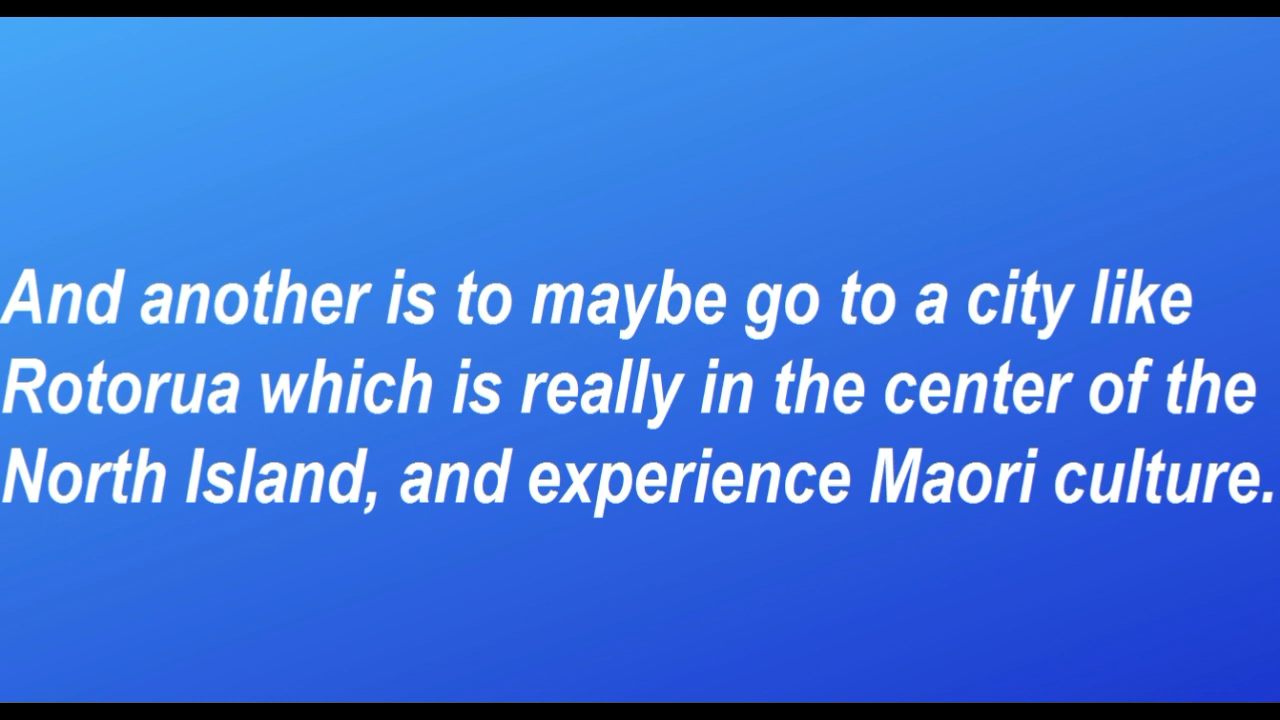 And another is to maybe go to a city like
Rotorua which is really in the center of the
North Island, and experience Maori culture.